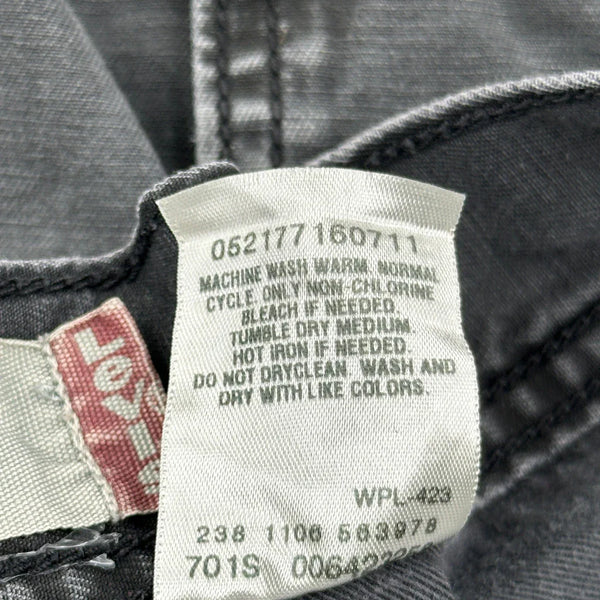 052177160711
MACHINE WASH WARM, NORMAL
CYCLE. ONLY NON-CHLORINE
BLEACH IF NEEDED.
TUMBLE DRY MEDIUM.
HOT IRON IF NEEDED.
DO NOT DRYCLEAN. WASH AND
DRY WITH LIKE COLORS.
WPL-423
238 1106 563978
701S
Levi's